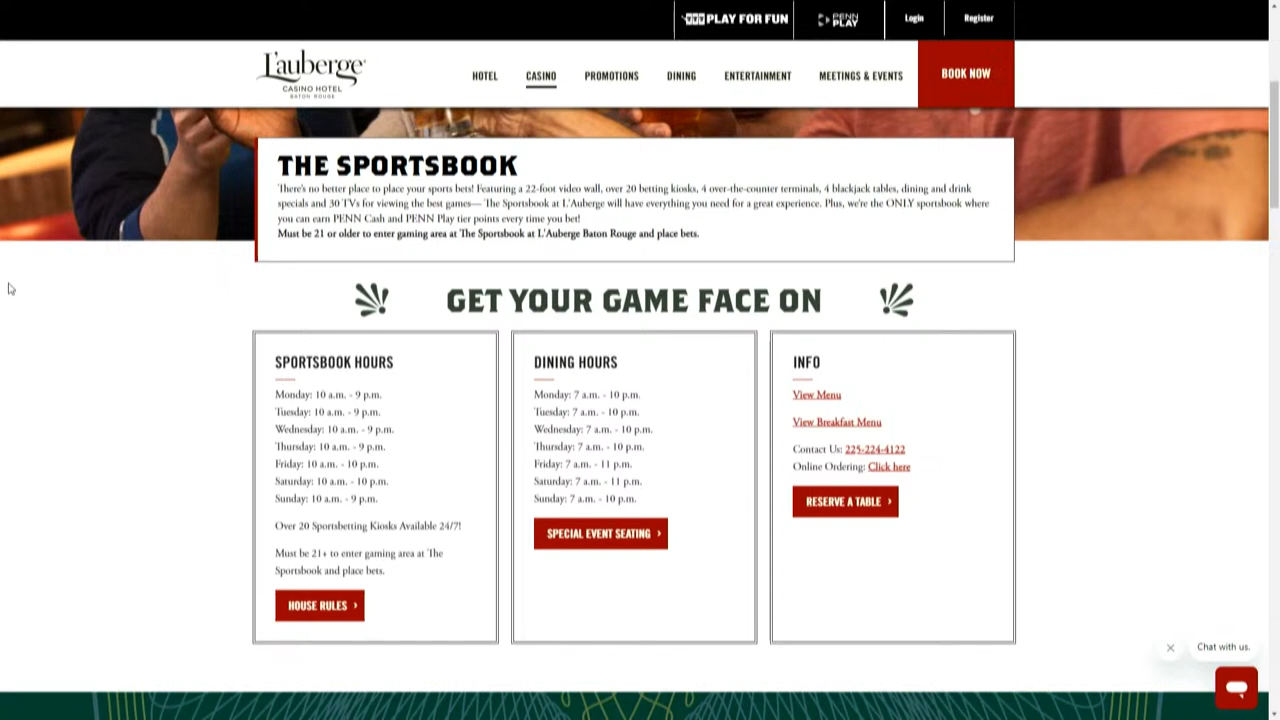 PLAY FOR FUN
PENN PLAY
Login
Register
L'auberge
CASINO HOTEL
BATON ROUGE
HOTEL
CASINO
PROMOTIONS
DINING
ENTERTAINMENT
MEETINGS & EVENTS
BOOK NOW
THE SPORTSBOOK
There's no better place to place your sports bets! Featuring a 22-foot video wall, over 20 betting kiosks, 4 over-the-counter terminals, 4 blackjack tables, dining and drink
specials and 30 TVs for viewing the best games— The Sportsbook at L'Auberge will have everything you need for a great experience. Plus, we're the ONLY sportsbook where
you can earn PENN Cash and PENN Play tier points every time you bet!
Must be 21 or older to enter gaming area at The Sportsbook at L'Auberge Baton Rouge and place bets.
GET YOUR GAME FACE ON
SPORTSBOOK HOURS
Monday: 10 a.m. - 9 p.m.
Tuesday: 10 a.m. - 9 p.m.
Wednesday: 10 a.m. - 9 p.m.
Thursday: 10 a.m. - 9 p.m.
Friday: 10 a.m. - 10 p.m.
Saturday: 10 a.m. - 10 p.m.
Sunday: 10 a.m. - 9 p.m.
Over 20 Sportsbetting Kiosks Available 24/7!
Must be 21+ to enter gaming area at The
Sportsbook and place bets.
HOUSE RULES ›
DINING HOURS
Monday: 7 a.m. - 10 p.m.
Tuesday: 7 a.m. - 10 p.m.
Wednesday: 7 a.m. - 10 p.m.
Thursday: 7 a.m. - 10 p.m.
Friday: 7 a.m. - 11 p.m.
Saturday: 7 a.m. - 11 p.m.
Sunday: 7 a.m. - 10 p.m.
SPECIAL EVENT SEATING ›
INFO
View Menu
View Breakfast Menu
Contact Us: 225-224-4122
Online Ordering: Click here
RESERVE A TABLE ›
Chat with us.